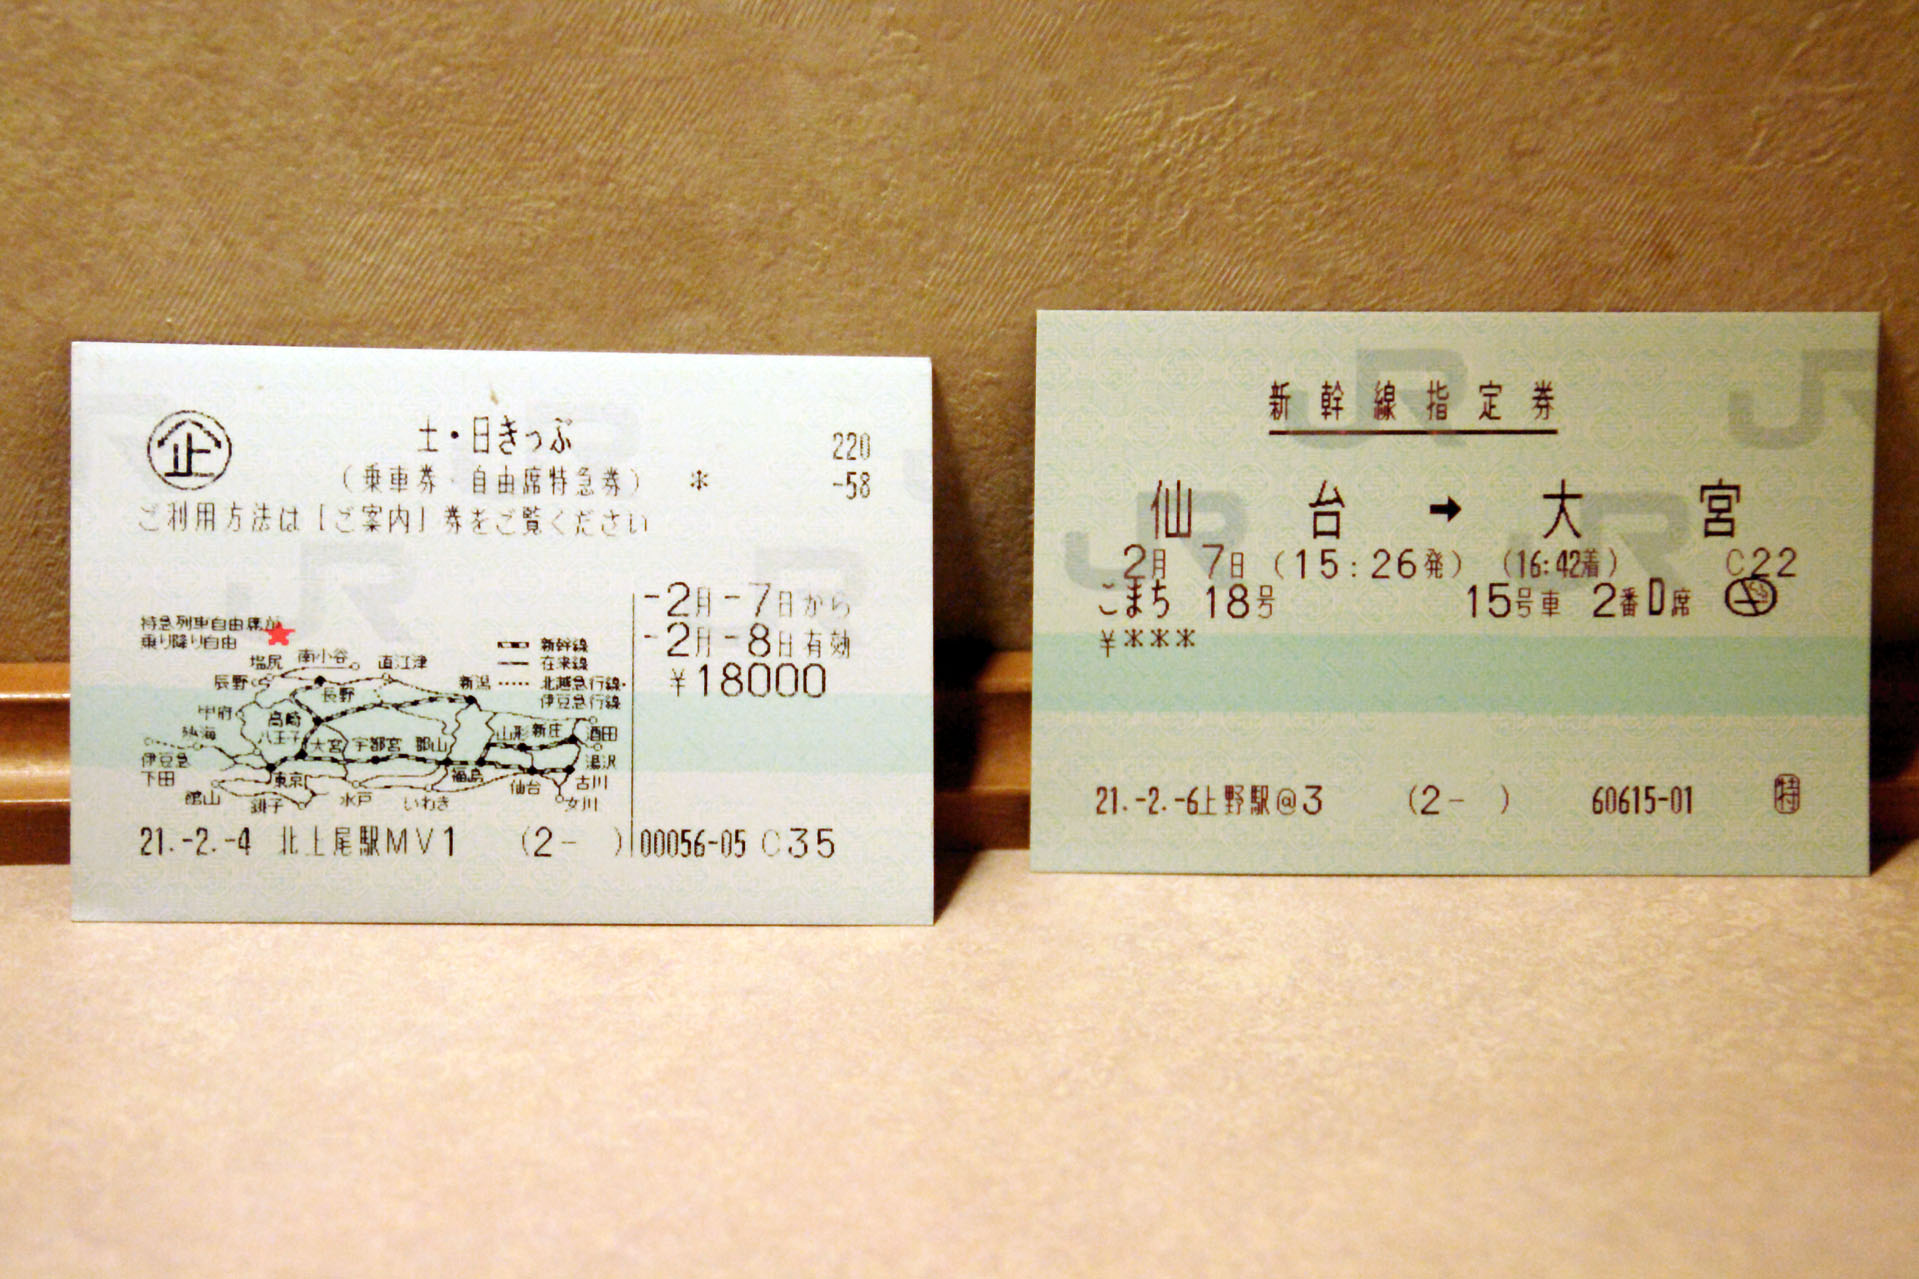 企
土・日きっぷ
220
(乗車券・自由席特急券) *
-58
ご利用方法は「ご案内」券をご覧ください
特急列車自由席が
乗り降り自由
新幹線
在来線
北越急行線・
伊豆急行線
塩尻 南小谷 直江津
辰野 長野 新潟
甲府 高崎
熱海 八王子 大宮 宇都宮 郡山 山形 新庄 酒田
伊豆急
下田
東京 福島 仙台 湯沢
古川
館山 銚子 水戸 いわき 女川
-2月-7日から
-2月-8日有効
¥18000
21.-2.-4 北上尾駅MV1 (2- ) 00056-05 C35
JR
新幹線指定券
仙台 → 大宮
2月 7日 (15:26発) (16:42着) C22
こまち 18号 15号車 2番D席
¥***
21.-2.-6上野駅@3 (2- ) 60615-01 特